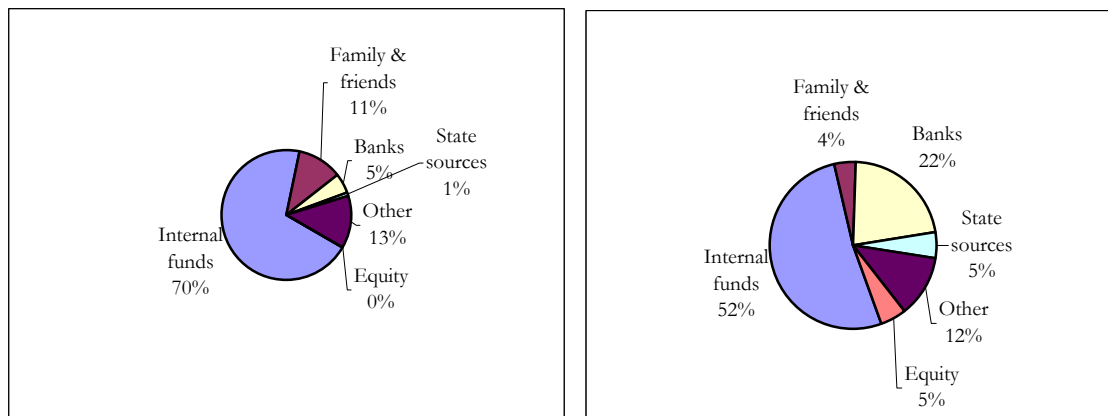 Family &
friends
11%
Banks
5%
State
sources
1%
Other
13%
Equity
0%
Internal
funds
70%
Family &
friends
4%
Banks
22%
State
sources
5%
Other
12%
Equity
5%
Internal
funds
52%